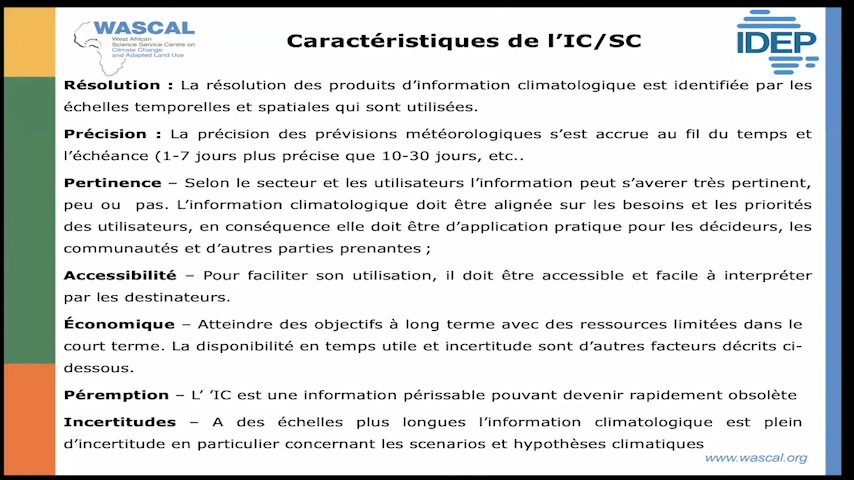 WASCAL
West African
Science Service Centre on
Climate Change
and Adapted Land Use
Caractéristiques de l’IC/SC
IDEP
Résolution : La résolution des produits d’information climatologique est identifiée par les
échelles temporelles et spatiales qui sont utilisées.
Précision : La précision des prévisions météorologiques s’est accrue au fil du temps et
l’échéance (1-7 jours plus précise que 10-30 jours, etc..
Pertinence – Selon le secteur et les utilisateurs l’information peut s’averer très pertinent,
peu ou pas. L’information climatologique doit être alignée sur les besoins et les priorités
des utilisateurs, en conséquence elle doit être d’application pratique pour les décideurs, les
communautés et d’autres parties prenantes ;
Accessibilité – Pour faciliter son utilisation, il doit être accessible et facile à interpréter
par les destinateurs.
Économique – Atteindre des objectifs à long terme avec des ressources limitées dans le
court terme. La disponibilité en temps utile et incertitude sont d’autres facteurs décrits ci-
dessous.
Péremption – L’ ’IC est une information périssable pouvant devenir rapidement obsolète
Incertitudes – A des échelles plus longues l’information climatologique est plein
d’incertitude en particulier concernant les scenarios et hypothèses climatiques
www.wascal.org